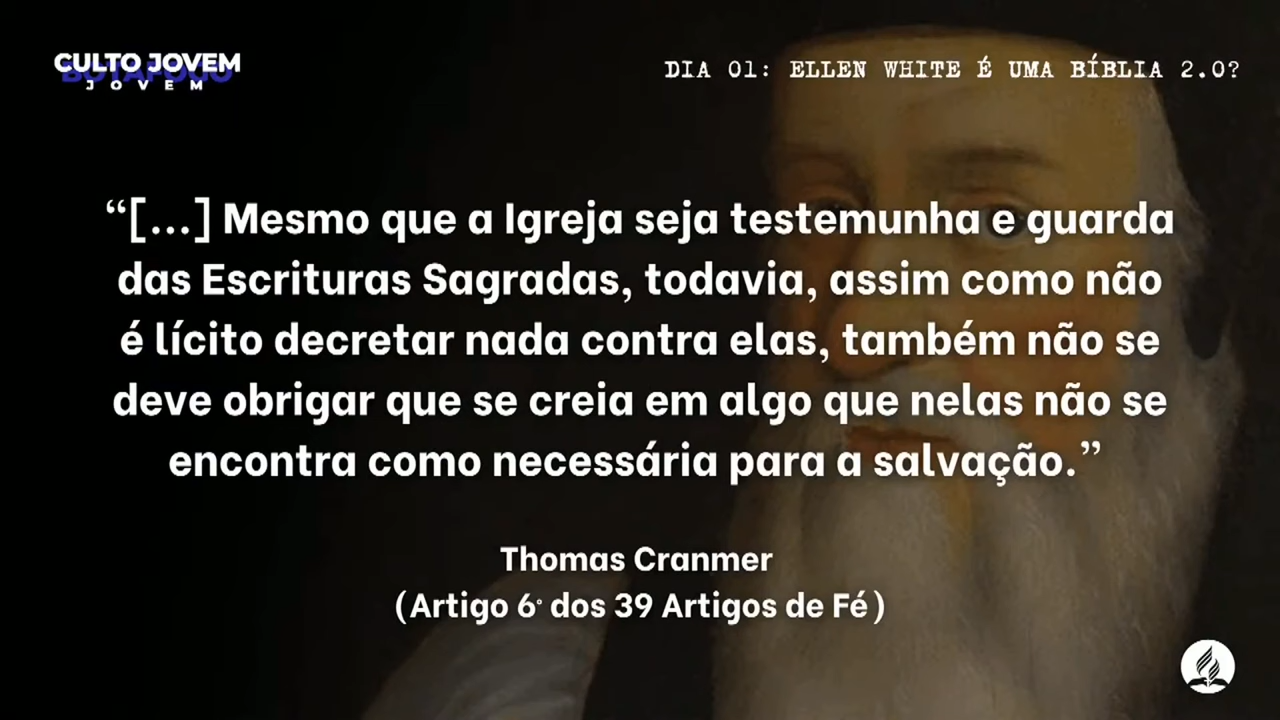 CULTO JOVEM
BOTAFOGO
JOVEM
DIA 01: ELLEN WHITE É UMA BÍBLIA 2.0?
“[...] Mesmo que a Igreja seja testemunha e guarda
das Escrituras Sagradas, todavia, assim como não
é lícito decretar nada contra elas, também não se
deve obrigar que se creia em algo que nelas não se
encontra como necessária para a salvação.”
Thomas Cranmer
(Artigo 6º dos 39 Artigos de Fé)